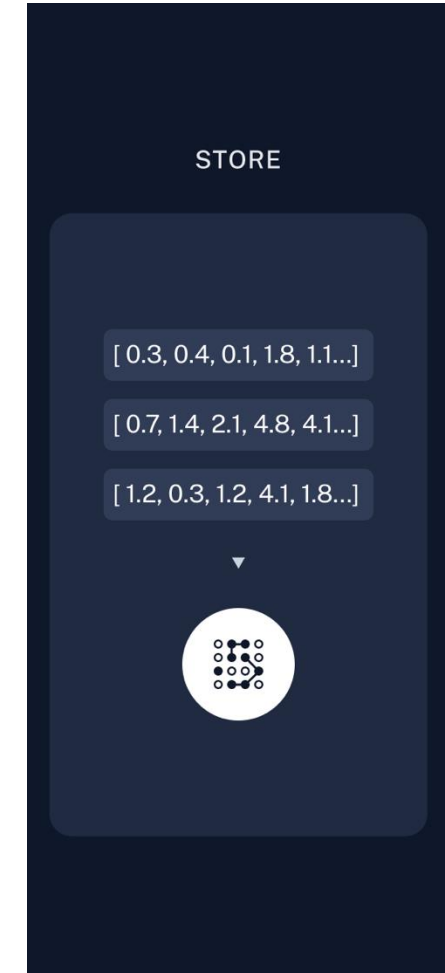 STORE
[ 0.3, 0.4, 0.1, 1.8, 1.1...]
[ 0.7, 1.4, 2.1, 4.8, 4.1...]
[ 1.2, 0.3, 1.2, 4.1, 1.8...]